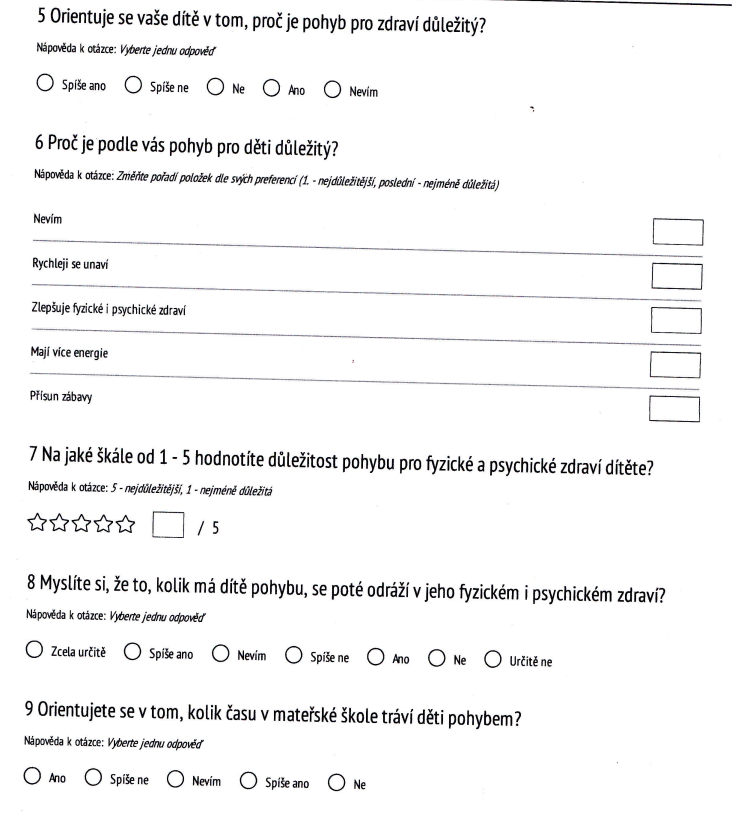 5 Orientuje se vaše dítě v tom, proč je pohyb pro zdraví důležitý?
Nápověda k otázce: Vyberte jednu odpověď
Spíše ano Spíše ne Ne Ano Nevím
6 Proč je podle vás pohyb pro děti důležitý?
Nápověda k otázce: Změňte pořadí položek dle svých preferencí (1. - nejdůležitější, poslední - nejméně důležitá)
Nevím
Rychleji se unaví
Zlepšuje fyzické i psychické zdraví
Mají více energie
Přísun zábavy
7 Na jaké škále od 1 - 5 hodnotíte důležitost pohybu pro fyzické a psychické zdraví dítěte?
Nápověda k otázce: 5 - nejdůležitější, 1 - nejméně důležitá
/ 5
8 Myslíte si, že to, kolik má dítě pohybu, se poté odráží v jeho fyzickém i psychickém zdraví?
Nápověda k otázce: Vyberte jednu odpověď
Zcela určitě Spíše ano Nevím Spíše ne Ano Ne Určitě ne
9 Orientujete se v tom, kolik času v mateřské škole tráví děti pohybem?
Nápověda k otázce: Vyberte jednu odpověď
Ano Spíše ne Nevím Spíše ano Ne